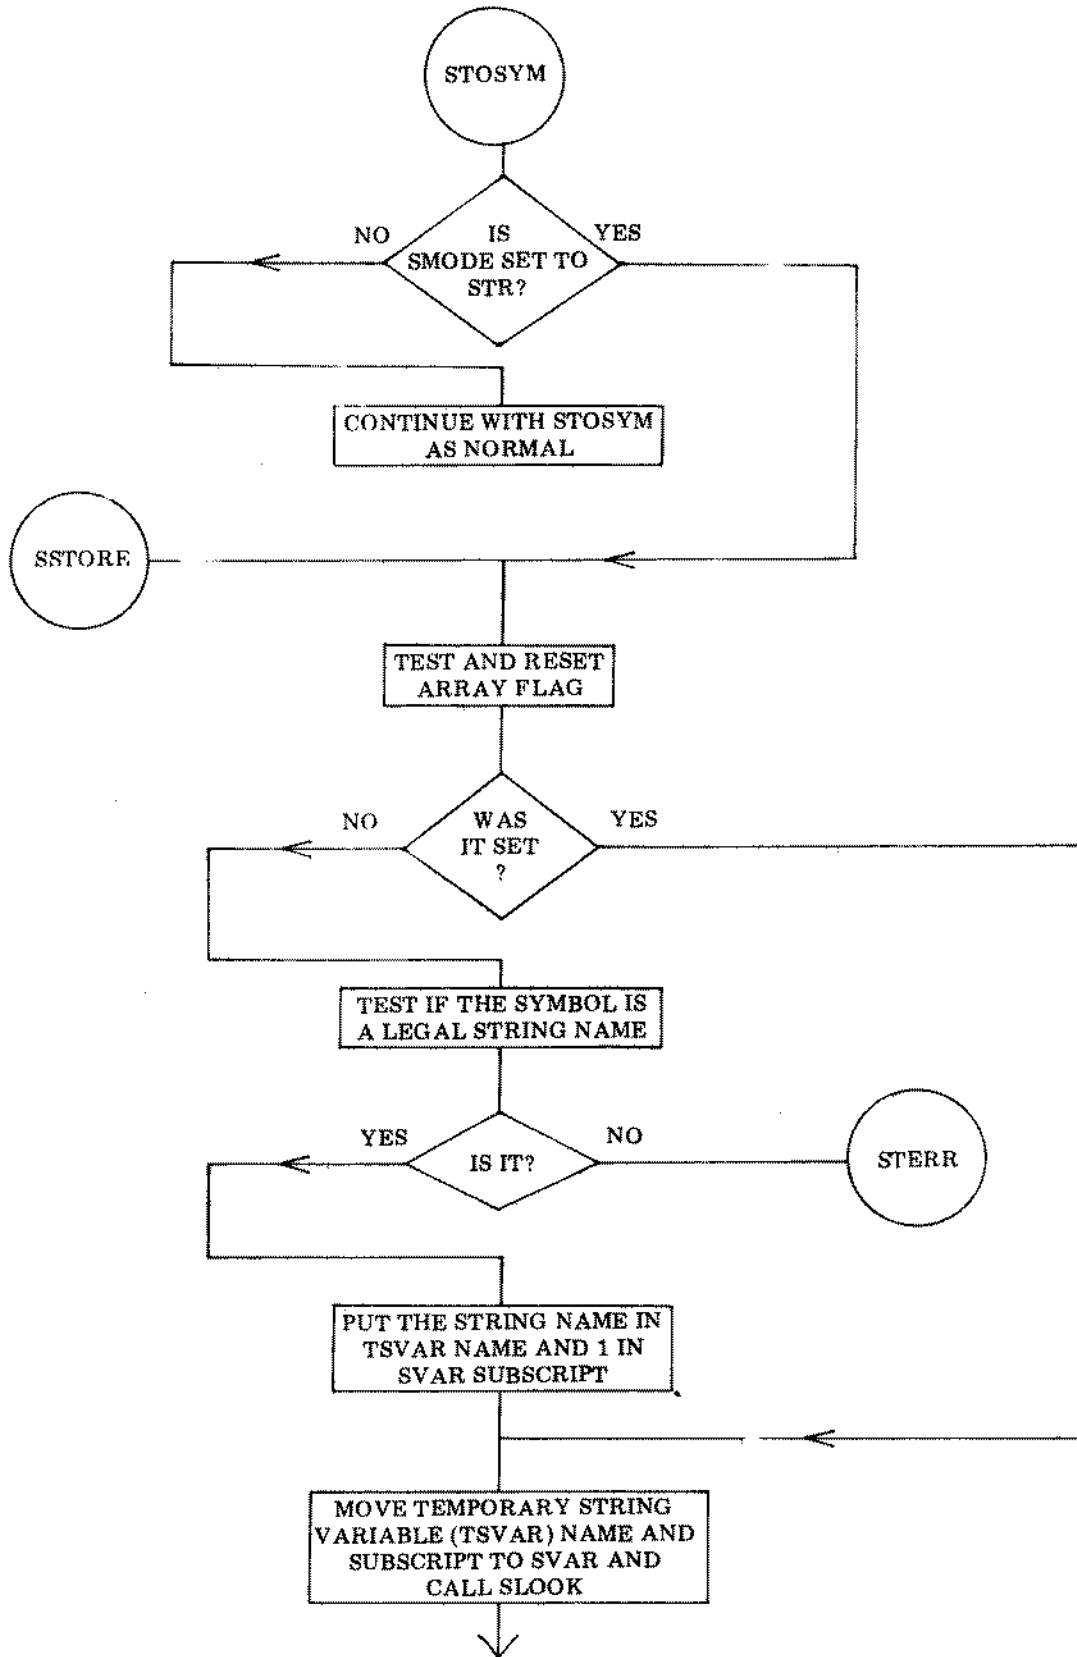 STOSYM
NO
IS
YES
SMODE SET TO
STR?
CONTINUE WITH STOSYM
AS NORMAL
SSTORE
TEST AND RESET
ARRAY FLAG
NO
WAS
YES
IT SET
?
TEST IF THE SYMBOL IS
A LEGAL STRING NAME
YES
IS IT?
NO
STERR
PUT THE STRING NAME IN
TSVAR NAME AND 1 IN
SVAR SUBSCRIPT
MOVE TEMPORARY STRING
VARIABLE (TSVAR) NAME AND
SUBSCRIPT TO SVAR AND
CALL SLOOK